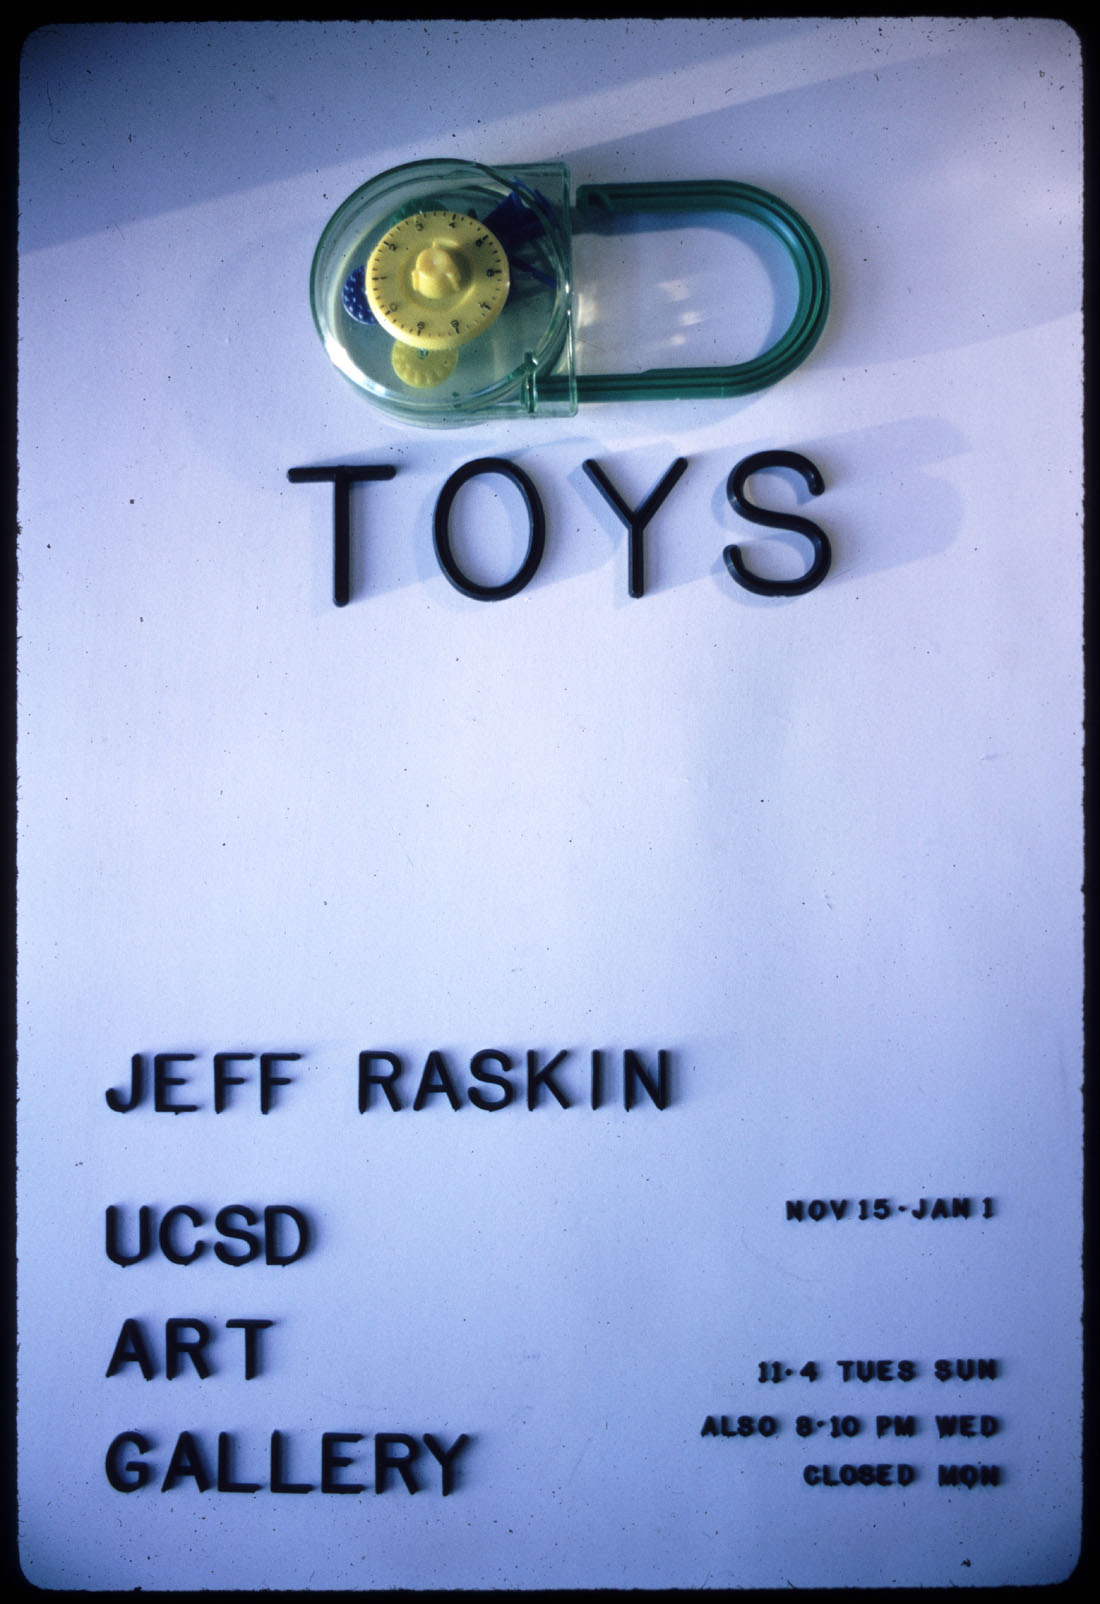 TOYS
JEFF RASKIN
UCSD
ART
GALLERY
NOV 15-JAN 1
11-4 TUES SUN
ALSO 8-10 PM WED
CLOSED MON